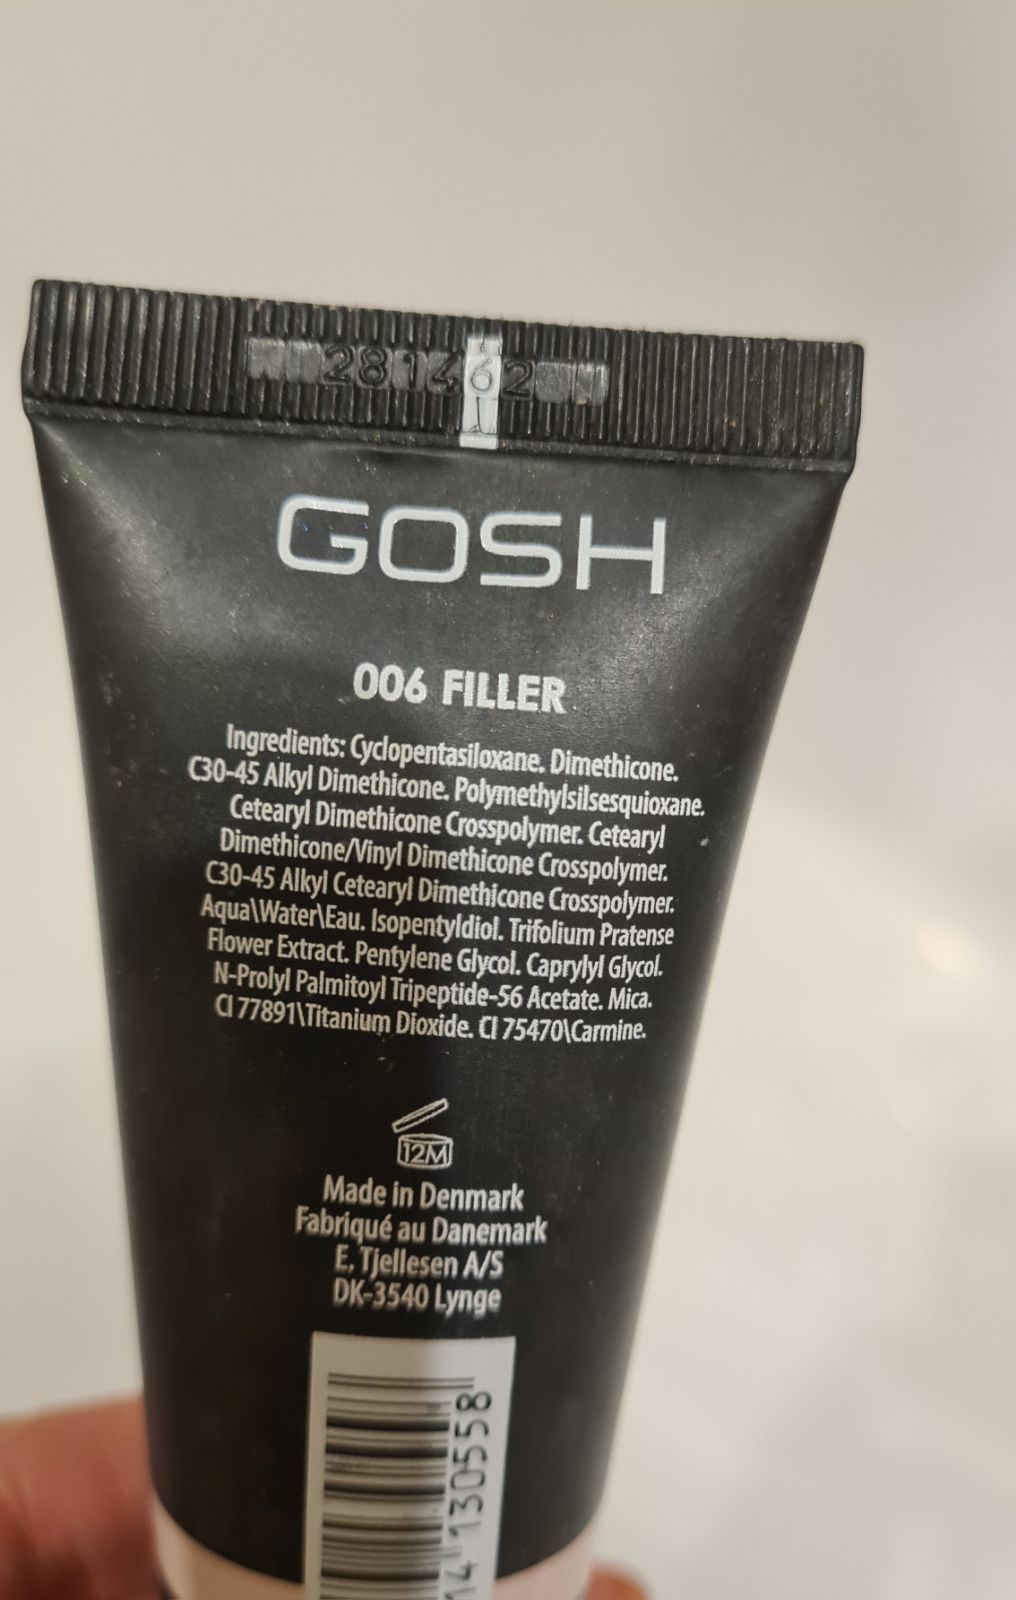 281462
GOSH
006 FILLER
Ingredients: Cyclopentasiloxane. Dimethicone.
C30-45 Alkyl Dimethicone. Polymethylsilsesquioxane.
Cetearyl Dimethicone Crosspolymer. Cetearyl
Dimethicone/Vinyl Dimethicone Crosspolymer.
C30-45 Alkyl Cetearyl Dimethicone Crosspolymer.
Aqua\Water\Eau. Isopentyldiol. Trifolium Pratense
Flower Extract. Pentylene Glycol. Caprylyl Glycol.
N-Prolyl Palmitoyl Tripeptide-56 Acetate. Mica.
CI 77891\Titanium Dioxide. CI 75470\Carmine.
12M
Made in Denmark
Fabriqué au Danemark
E. Tjellesen A/S
DK-3540 Lynge
14 130558